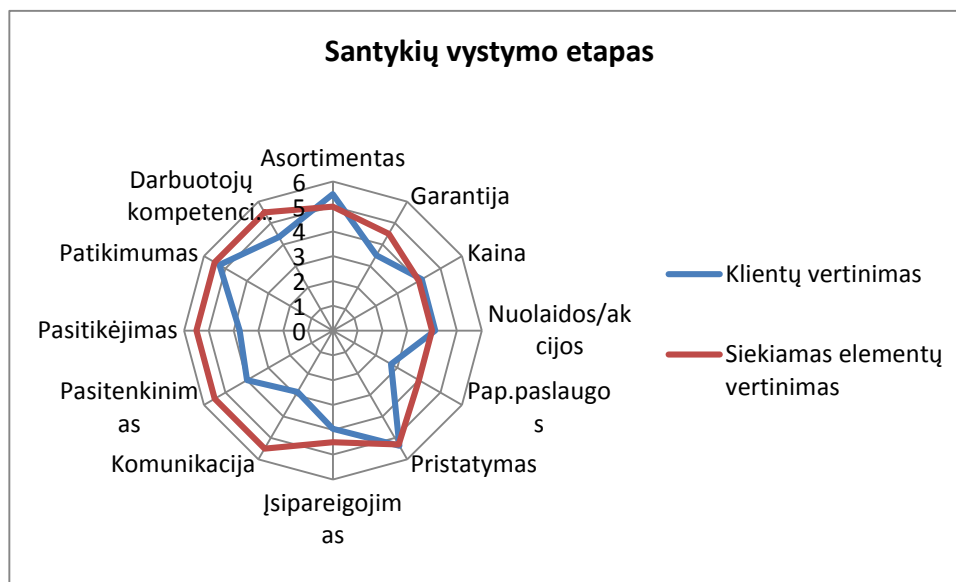 Santykių vystymo etapas
Asortimentas
Garantija
Kaina
Nuolaidos/ak
cijos
Pap.paslaugo
s
Pristatymas
Įsipareigojim
as
Komunikacija
Pasitenkinim
as
Pasitikėjimas
Patikimumas
Darbuotojų
kompetenci...
6
5
4
3
2
1
0
Klientų vertinimas
Siekiamas elementų
vertinimas